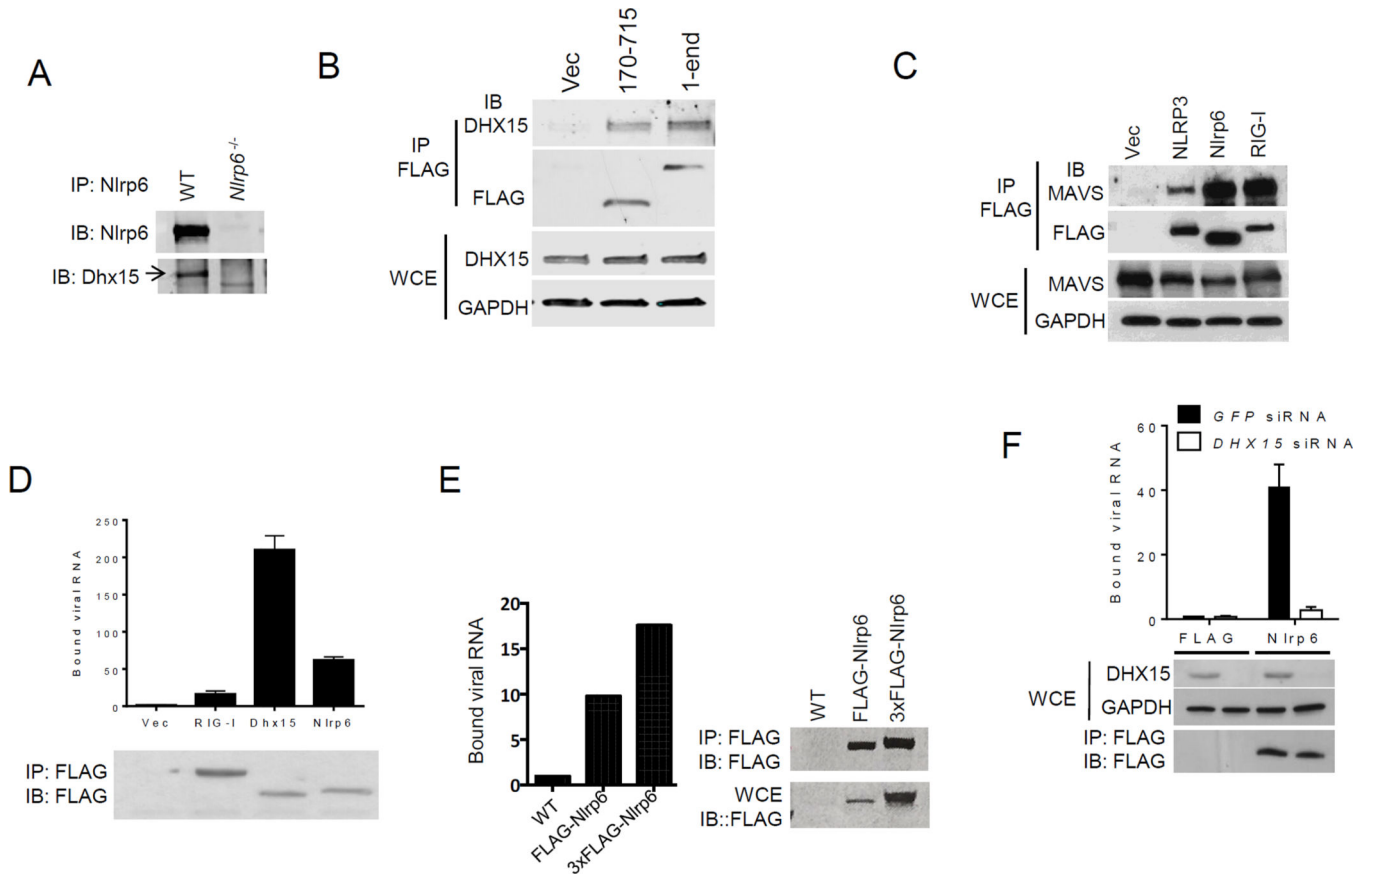 A
IP: Nlrp6
WT
Nlrp6-/-
IB: Nlrp6
IB: Dhx15
B
Vec
170-715
1-end
IB
DHX15
IP
FLAG
FLAG
WCE
DHX15
GAPDH
C
Vec
NLRP3
Nlrp6
RIG-I
IB
IP
MAVS
FLAG
FLAG
WCE
MAVS
GAPDH
D
Bound viral RNA
250
200
150
100
50
0
Vec RIG-I Dhx15 Nlrp6
IP: FLAG
IB: FLAG
E
Bound viral RNA
20
15
10
5
0
WT
FLAG-Nlrp6
3xFLAG-Nlrp6
WT
FLAG-Nlrp6
3xFLAG-Nlrp6
IP: FLAG
IB: FLAG
WCE
IB::FLAG
F
GFP siRNA
DHX15 siRNA
Bound viral RNA
60
40
20
0
FLAG Nlrp6
WCE
DHX15
GAPDH
IP: FLAG
IB: FLAG